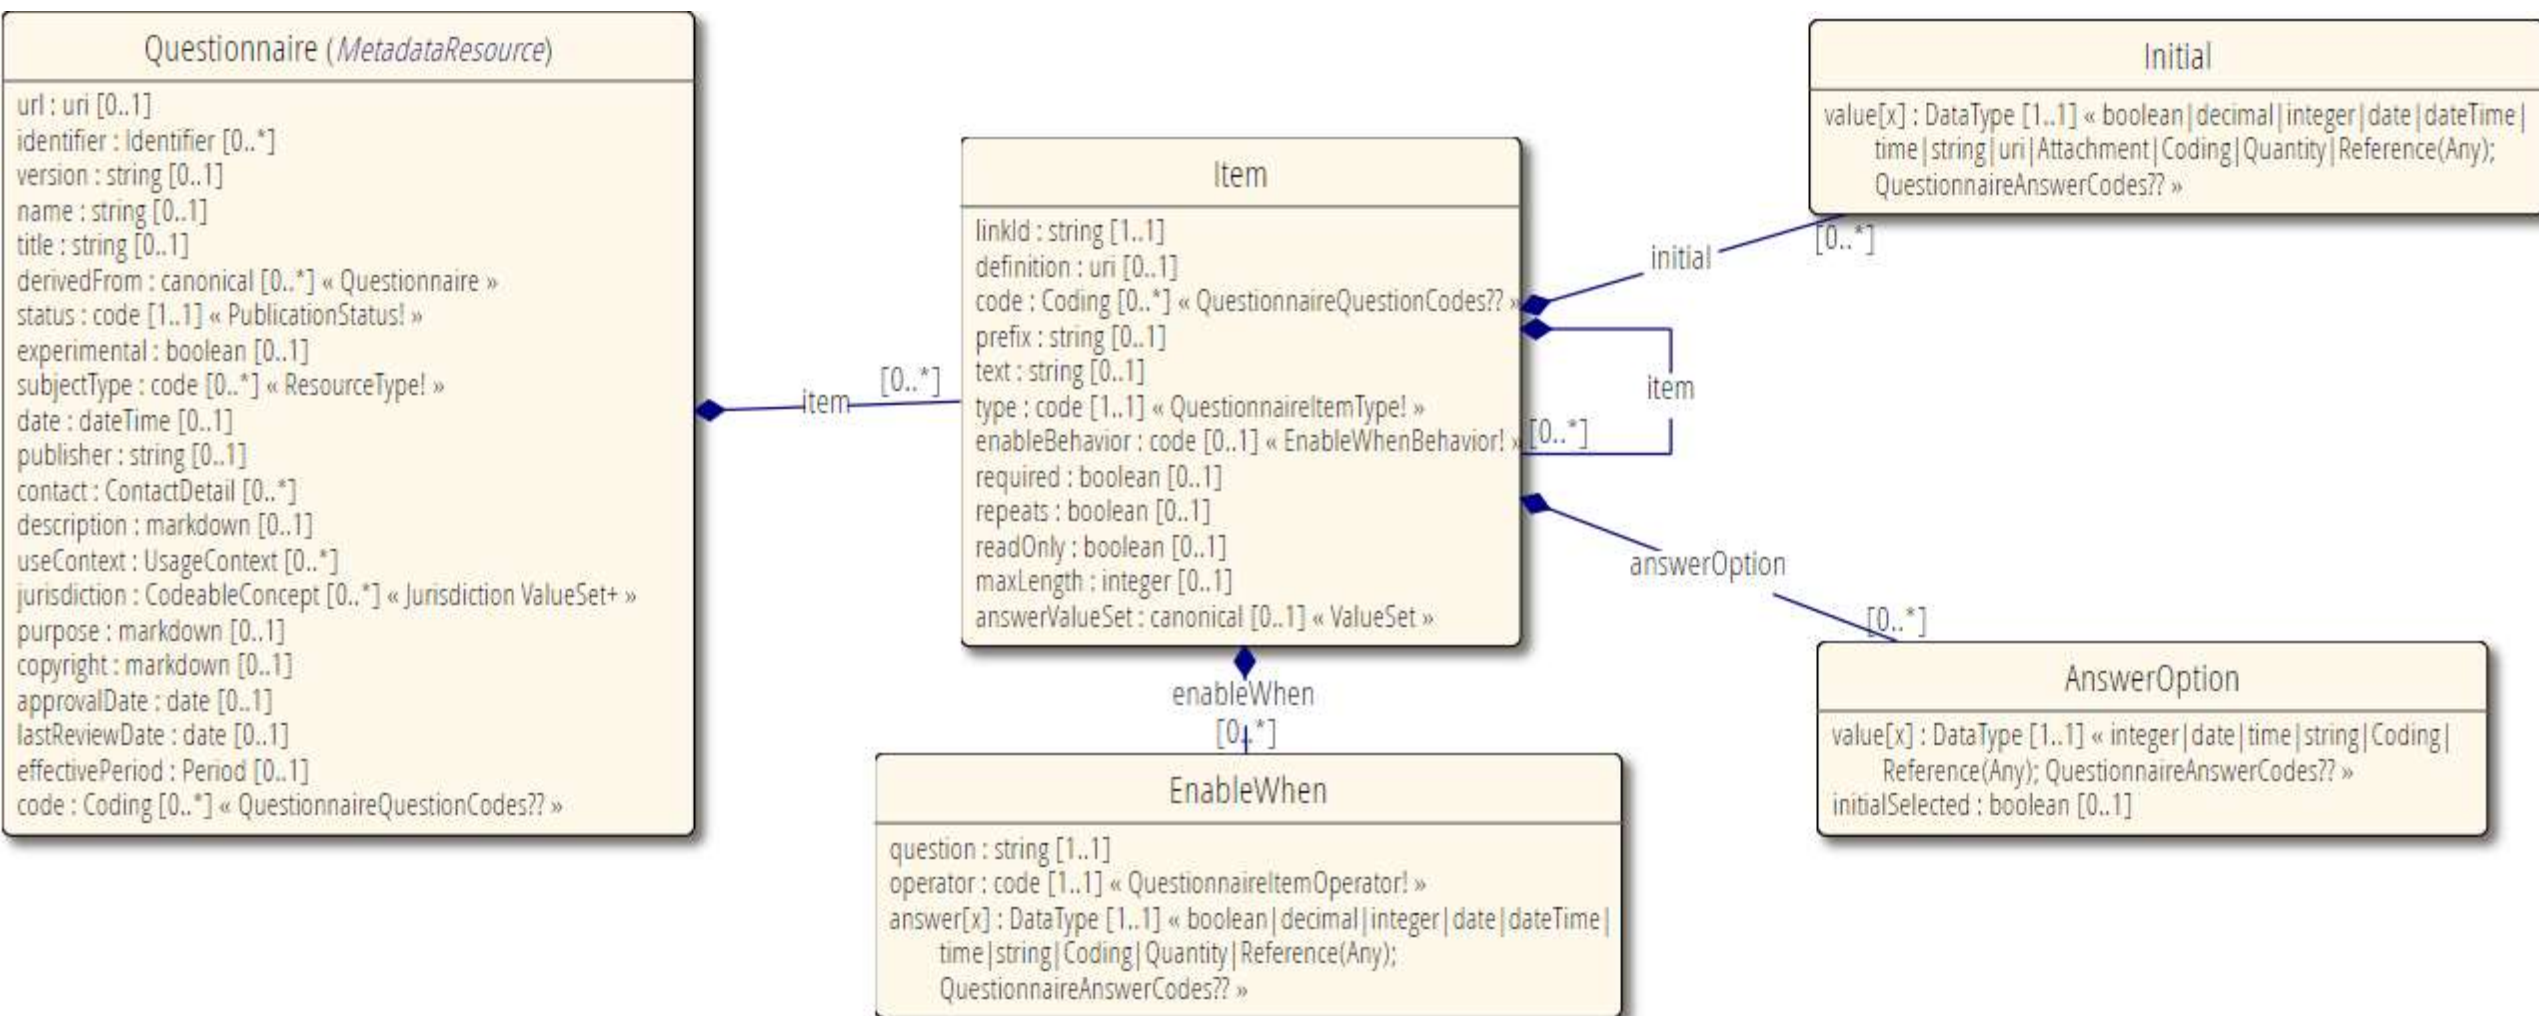 Questionnaire (MetadataResource)
url : uri [0..1]
identifier : Identifier [0..*]
version : string [0..1]
name : string [0..1]
title : string [0..1]
derivedFrom : canonical [0..*] « Questionnaire »
status : code [1..1] « PublicationStatus! »
experimental : boolean [0..1]
subjectType : code [0..*] « ResourceType! »
date : dateTime [0..1]
publisher : string [0..1]
contact : ContactDetail [0..*]
description : markdown [0..1]
useContext : UsageContext [0..*]
jurisdiction : CodeableConcept [0..*] « Jurisdiction ValueSet+ »
purpose : markdown [0..1]
copyright : markdown [0..1]
approvalDate : date [0..1]
lastReviewDate : date [0..1]
effectivePeriod : Period [0..1]
code : Coding [0..*] « QuestionnaireQuestionCodes?? »
item
[0..*]
Item
linkId : string [1..1]
definition : uri [0..1]
code : Coding [0..*] « QuestionnaireQuestionCodes?? »
prefix : string [0..1]
text : string [0..1]
type : code [1..1] « QuestionnaireItemType! »
enableBehavior : code [0..1] « EnableWhenBehavior! »
required : boolean [0..1]
repeats : boolean [0..1]
readOnly : boolean [0..1]
maxLength : integer [0..1]
answerValueSet : canonical [0..1] « ValueSet »
initial
[0..*]
item
[0..*]
answerOption
[0..*]
enableWhen
[0..*]
Initial
value[x] : DataType [1..1] « boolean|decimal|integer|date|dateTime|
time|string|uri|Attachment|Coding|Quantity|Reference(Any);
QuestionnaireAnswerCodes?? »
AnswerOption
value[x] : DataType [1..1] « integer|date|time|string|Coding|
Reference(Any); QuestionnaireAnswerCodes?? »
initialSelected : boolean [0..1]
EnableWhen
question : string [1..1]
operator : code [1..1] « QuestionnaireItemOperator! »
answer[x] : DataType [1..1] « boolean|decimal|integer|date|dateTime|
time|string|Coding|Quantity|Reference(Any);
QuestionnaireAnswerCodes?? »